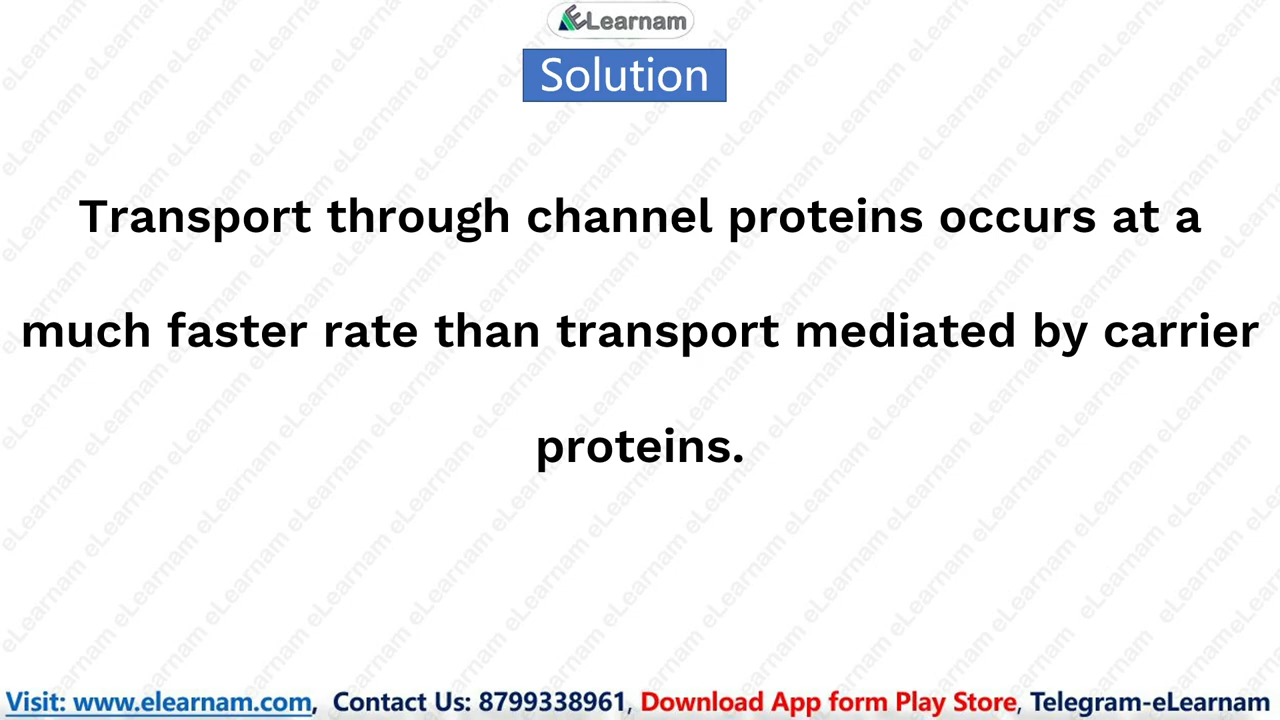 ELearnam
Solution
Transport through channel proteins occurs at a
much faster rate than transport mediated by carrier
proteins.
Visit: www.elearnam.com, Contact Us: 8799338961, Download App form Play Store, Telegram-eLearnam